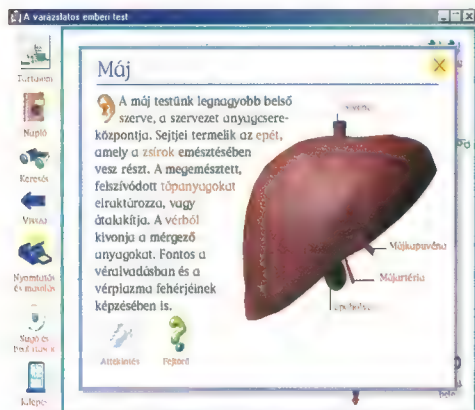 A varázslatos emberi test
Tartalom
Napló
Keresés
Vissza
Nyomtatás
és másolás
Súgó és
Kilépés
Máj
A máj testünk legnagyobb belső
szerve, a szervezet anyagcsere-
központja. Sejtjei termelik az epét,
amely a zsírok emésztésében
vesz részt. A megemésztett,
felszívódott tápanyagokat
elraktározza, vagy
átalakítja. A vérből
kivonja a mérgező
anyagokat. Fontos a
véralvadásban és a
vérplazma fehérjéinek
képzésében is.
Májkapuvéna
Májartéria
Epehólyag
Áttekintés
Fejtörő